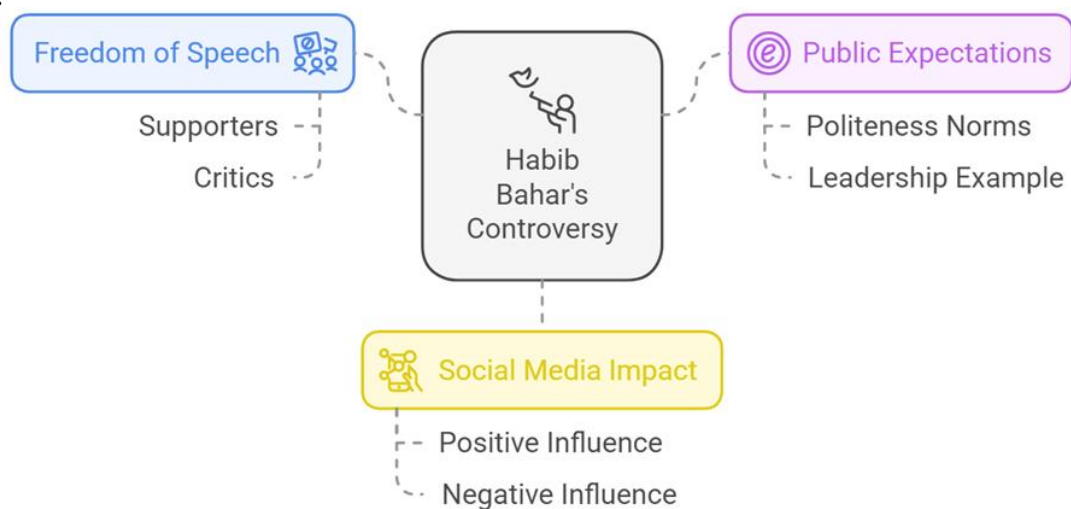 Freedom of Speech
Supporters
Critics
Habib
Bahar's
Controversy
Public Expectations
Politeness Norms
Leadership Example
Social Media Impact
Positive Influence
Negative Influence